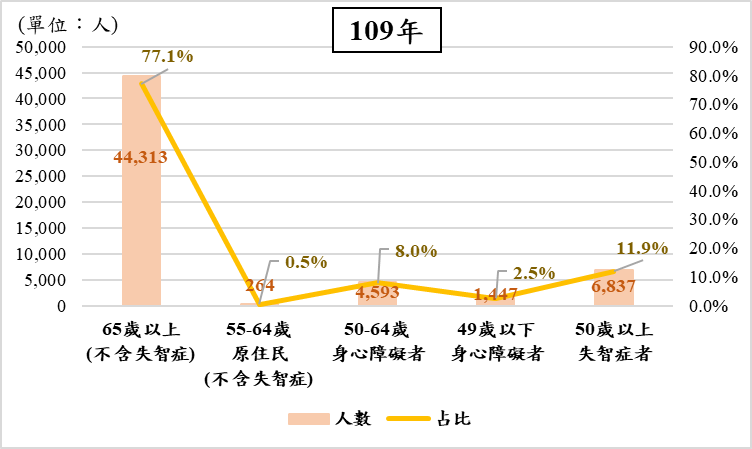 (單位：人)
109年
50,000
45,000
40,000
35,000
30,000
25,000
20,000
15,000
10,000
5,000
0
90.0%
80.0%
70.0%
60.0%
50.0%
40.0%
30.0%
20.0%
10.0%
0.0%
77.1%
44,313
0.5%
264
8.0%
4,593
2.5%
1,447
11.9%
6,837
65歲以上
(不含失智症)
55-64歲
原住民
(不含失智症)
50-64歲
身心障礙者
49歲以下
身心障礙者
50歲以上
失智症者
人數
占比